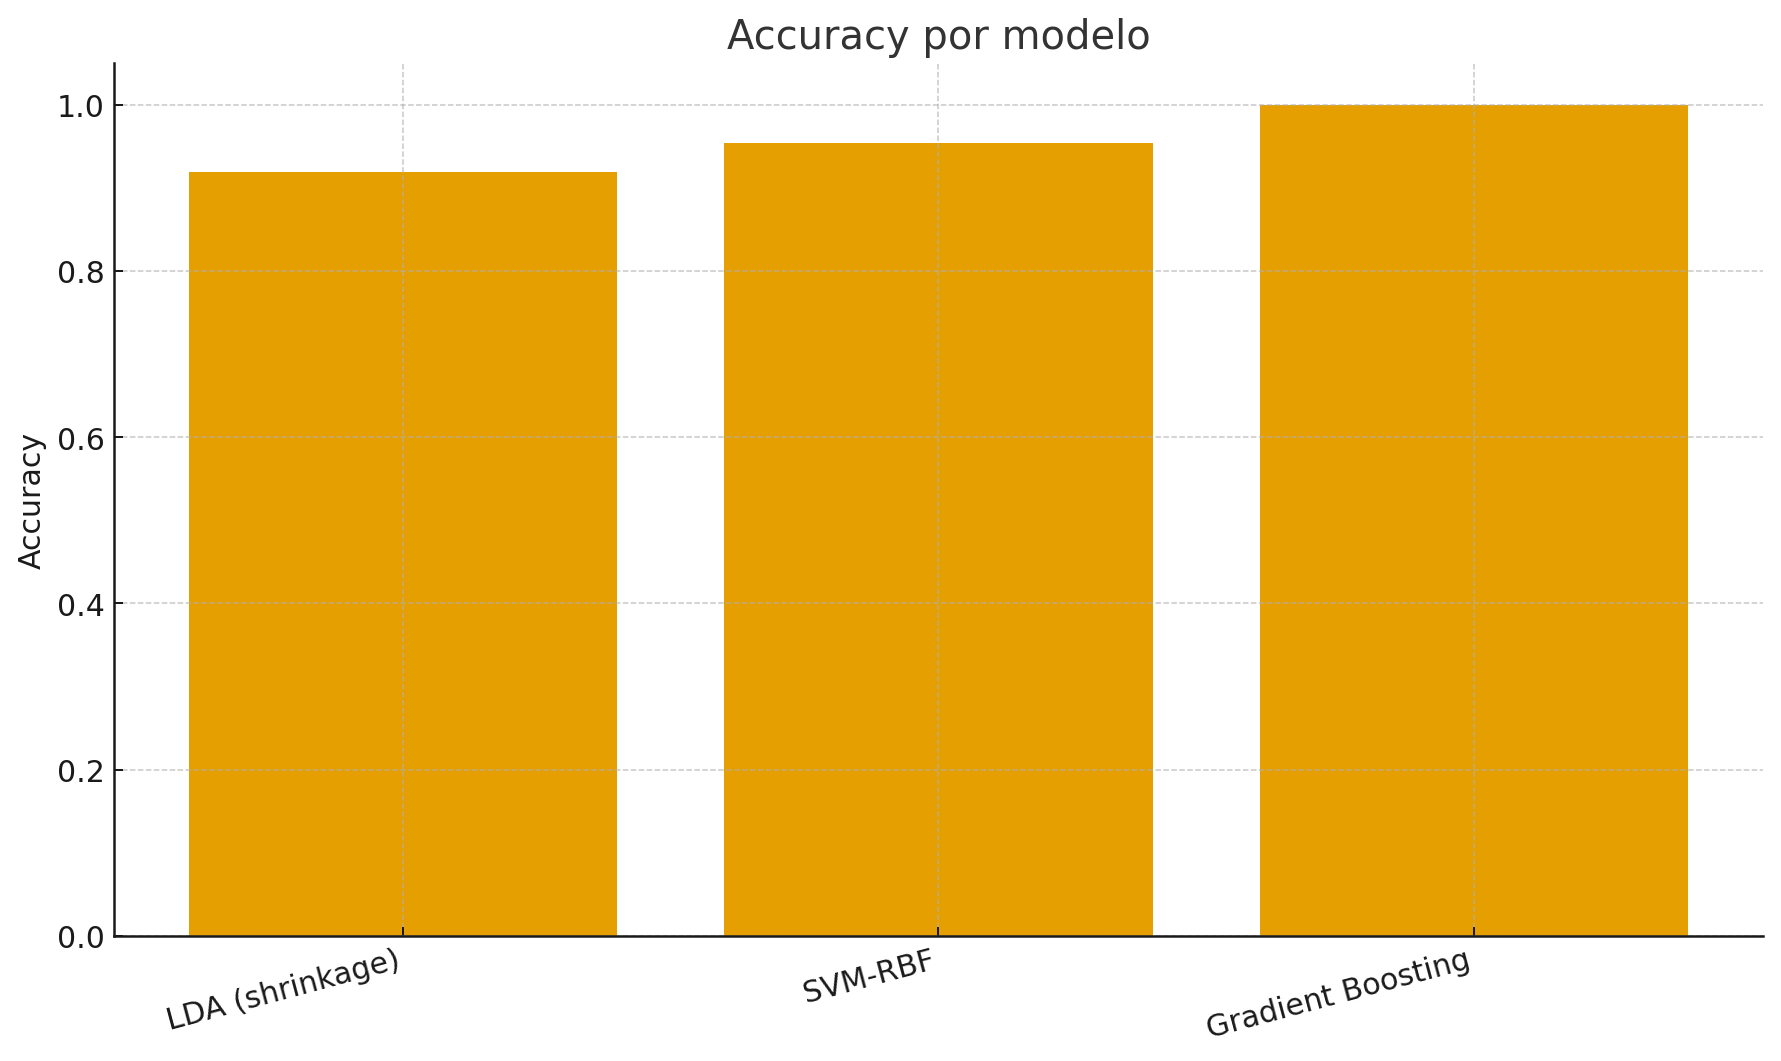 Accuracy por modelo
Accuracy
1.0
0.8
0.6
0.4
0.2
0.0
LDA (shrinkage)
SVM-RBF
Gradient Boosting